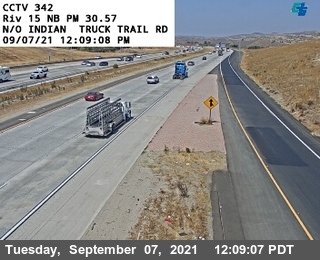 CCTV 342
Riv 15 NB PM 30.57
N/O INDIAN TRUCK TRAIL RD
09/07/21 12:09:08 PM
Tuesday, September 07, 2021 12:09:07 PDT